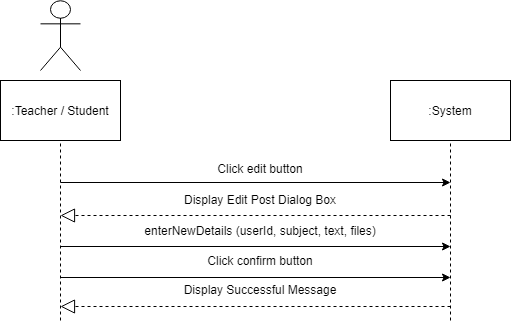 :Teacher / Student
:System
Click edit button
Display Edit Post Dialog Box
enterNewDetails (userId, subject, text, files)
Click confirm button
Display Successful Message